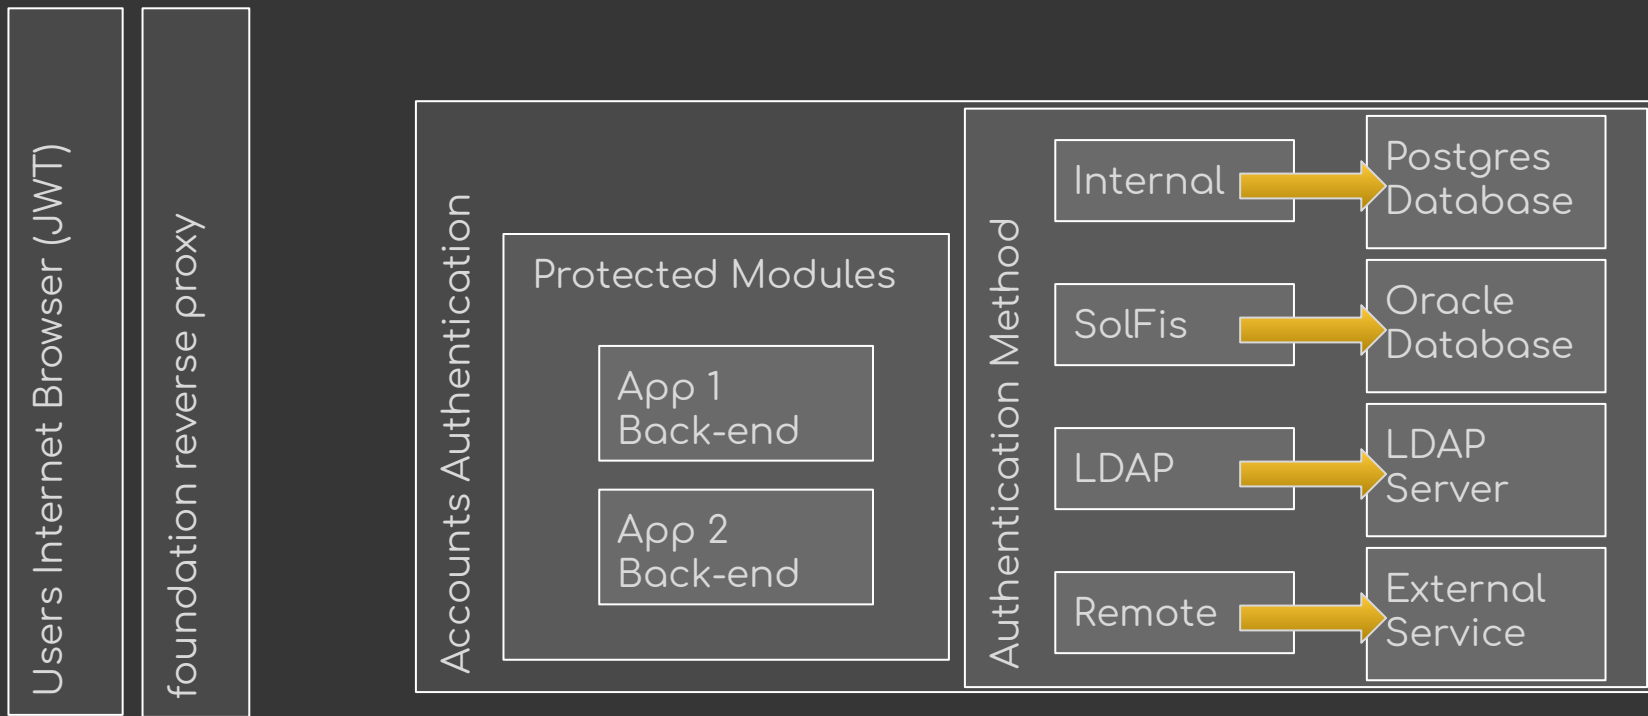 Users Internet Browser (JWT)
foundation reverse proxy
Accounts Authentication
Protected Modules
App 1
Back-end
App 2
Back-end
Authentication Method
Internal
Postgres
Database
SolFis
Oracle
Database
LDAP
LDAP
Server
Remote
External
Service